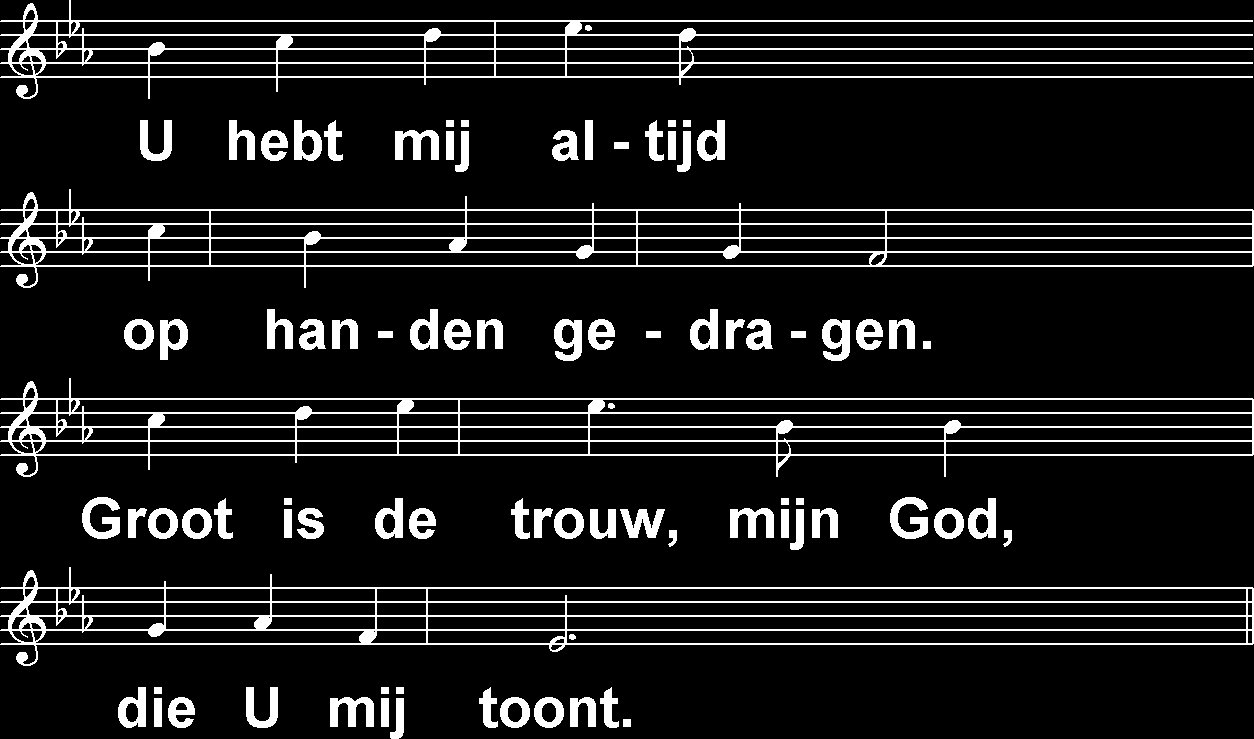 U hebt mij al - tijd
op han - den ge - dra - gen.
Groot is de trouw, mijn God,
die U mij toont.